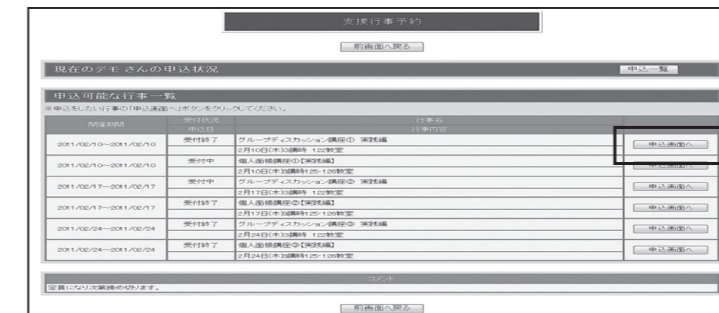 支援行事予約
前画面へ戻る
現在のデモ さんの申込状況
申込一覧
申込可能な行事一覧
※申込をしたい行事の「申込画面へ」ボタンをクリックしてください。
開催期間 受付状況 行事名
申込日 行事内容
2011/02/10～2011/02/10 受付終了 グループディスカッション講座① 実践編 申込画面へ
2月10日(木)3講時 122教室
2011/02/10～2011/02/10 受付中 個人面接講座①【実践編】 申込画面へ
2月10日(木)3講時125・126教室
2011/02/17～2011/02/17 受付中 グループディスカッション講座② 実践編 申込画面へ
2月17日(木)3講時 122教室
2011/02/17～2011/02/17 受付終了 個人面接講座②【実践編】 申込画面へ
2月17日(木)3講時125・126教室
2011/02/24～2011/02/24 受付終了 グループディスカッション講座③ 実践編 申込画面へ
2月24日(木)3講時 122教室
2011/02/24～2011/02/24 受付終了 個人面接講座③【実践編】 申込画面へ
2月24日(木)3講時125・126教室
コメント
定員になり次第締め切ります。
前画面へ戻る